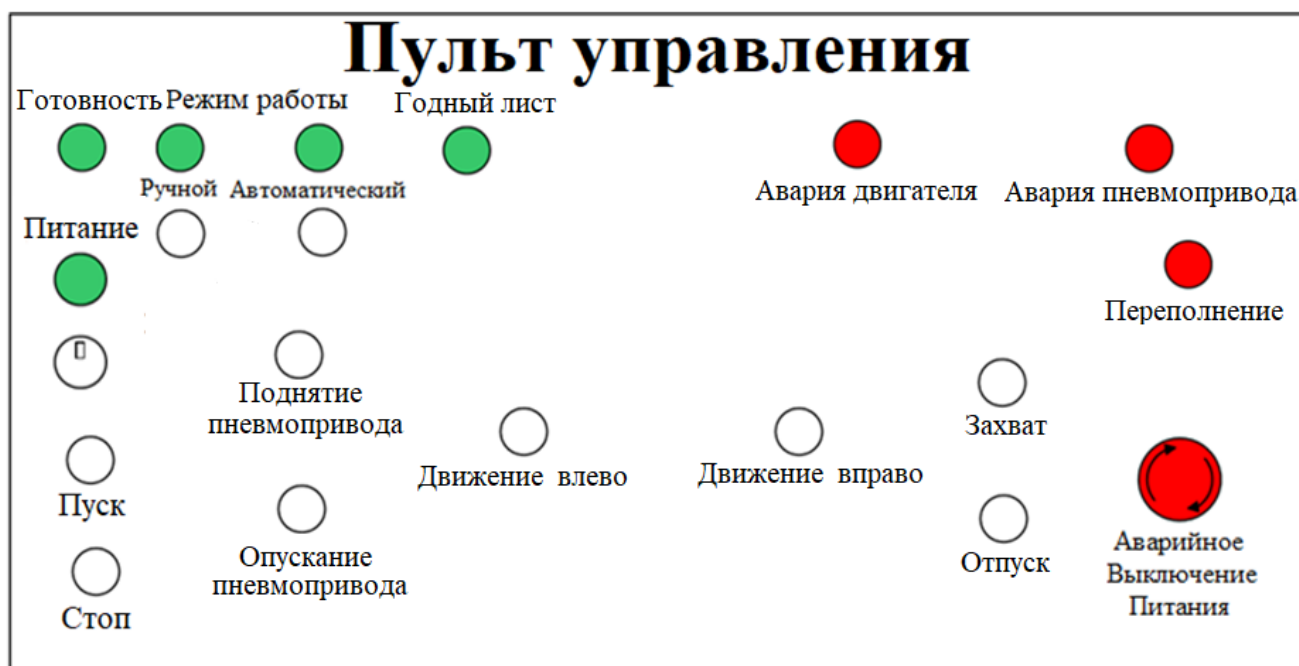 Пульт управления
Готовность
Режим работы
Годный лист
Ручной
Автоматический
Авария двигателя
Авария пневмопривода
Питание
Переполнение
Поднятие
пневмопривода
Захват
Движение влево
Движение вправо
Пуск
Опускание
пневмопривода
Отпуск
Аварийное
Выключение
Питания
Стоп